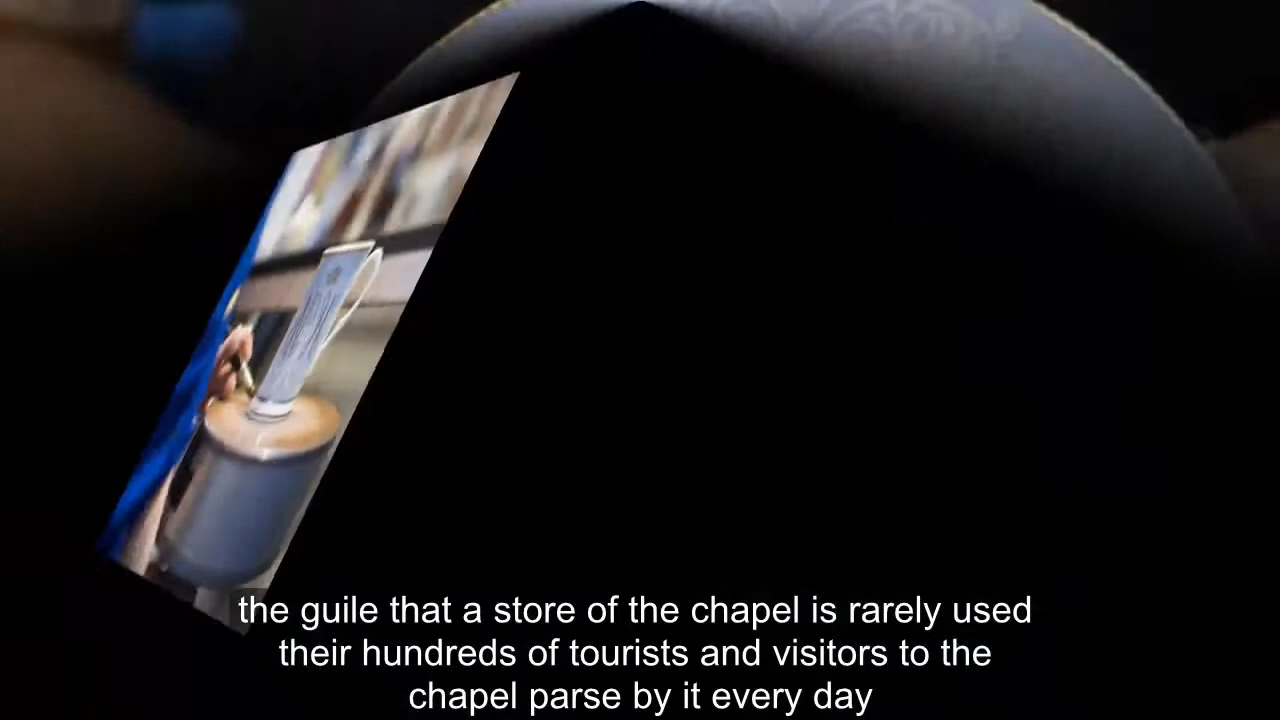 the guile that a store of the chapel is rarely used
their hundreds of tourists and visitors to the
chapel parse by it every day